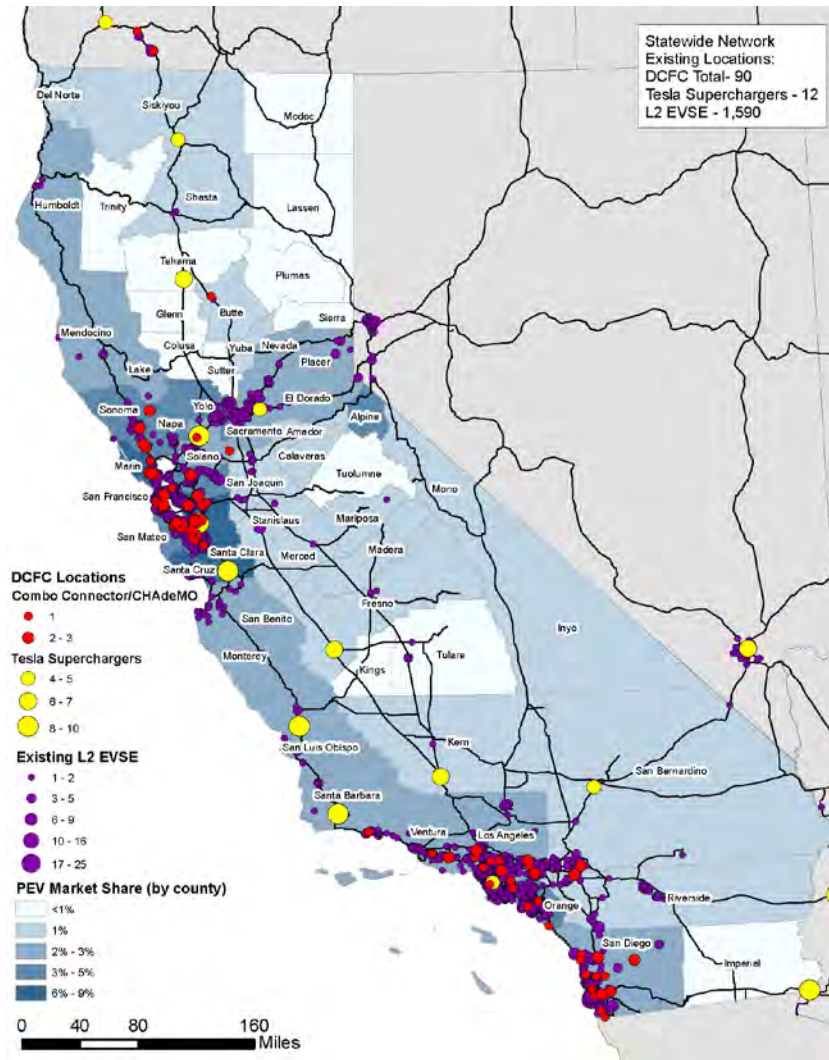 Statewide Network
Existing Locations:
DCFC Total- 90
Tesla Superchargers - 12
L2 EVSE - 1,590
Del Norte
Siskiyou
Modoc
Humboldt
Trinity
Shasta
Lassen
Tehama
Plumas
Glenn
Butte
Sierra
Mendocino
Colusa
Yuba
Nevada
Lake
Sutter
Placer
Sonoma
Napa
Yolo
El Dorado
Sacramento
Amador
Alpine
Marin
Solano
Calaveras
San Francisco
San Joaquin
Tuolumne
Mono
San Mateo
Stanislaus
Mariposa
Santa Clara
Merced
Madera
Santa Cruz
San Benito
Fresno
Inyo
Monterey
Kings
Tulare
San Luis Obispo
Kern
San Bernardino
Santa Barbara
Ventura
Los Angeles
Orange
Riverside
San Diego
Imperial
DCFC Locations
Combo Connector/CHAdeMO
1
2 - 3
Tesla Superchargers
4 - 5
6 - 7
8 - 10
Existing L2 EVSE
1 - 2
3 - 5
6 - 9
10 - 16
17 - 25
PEV Market Share (by county)
<1%
1%
2% - 3%
3% - 5%
6% - 9%
0 40 80 160
Miles